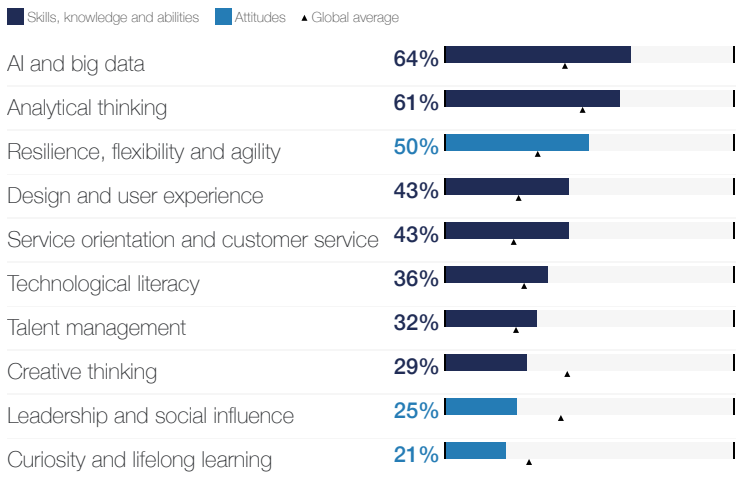 Skills, knowledge and abilities Attitudes Global average
AI and big data 64%
Analytical thinking 61%
Resilience, flexibility and agility 50%
Design and user experience 43%
Service orientation and customer service 43%
Technological literacy 36%
Talent management 32%
Creative thinking 29%
Leadership and social influence 25%
Curiosity and lifelong learning 21%